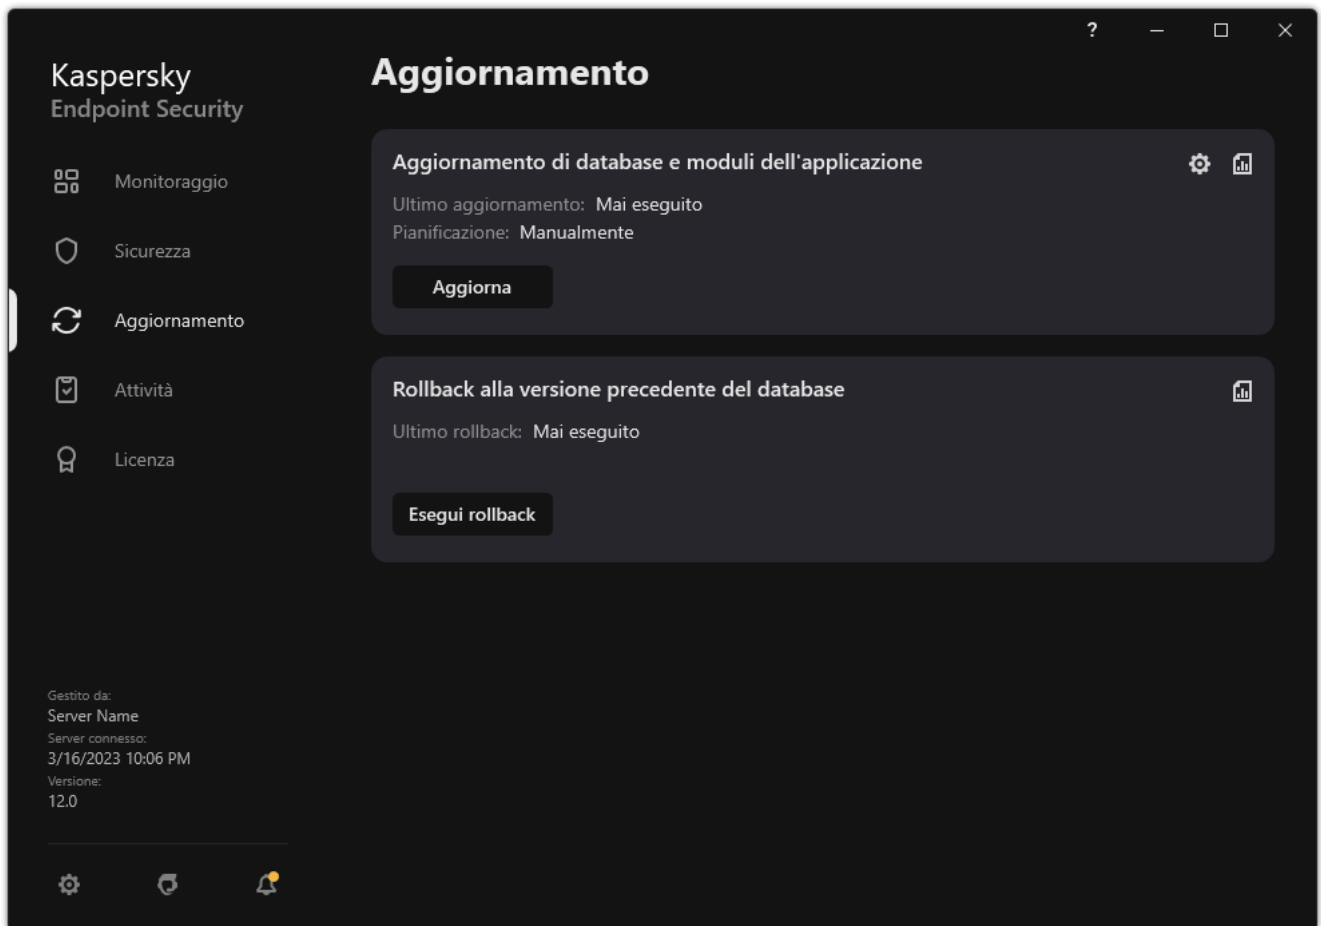 ?
Kaspersky
Endpoint Security
Monitoraggio
Sicurezza
Aggiornamento
Attività
Licenza
Gestito da:
Server Name
Server connesso:
3/16/2023 10:06 PM
Versione:
12.0
Aggiornamento
Aggiornamento di database e moduli dell'applicazione
Ultimo aggiornamento: Mai eseguito
Pianificazione: Manualmente
Aggiorna
Rollback alla versione precedente del database
Ultimo rollback: Mai eseguito
Esegui rollback